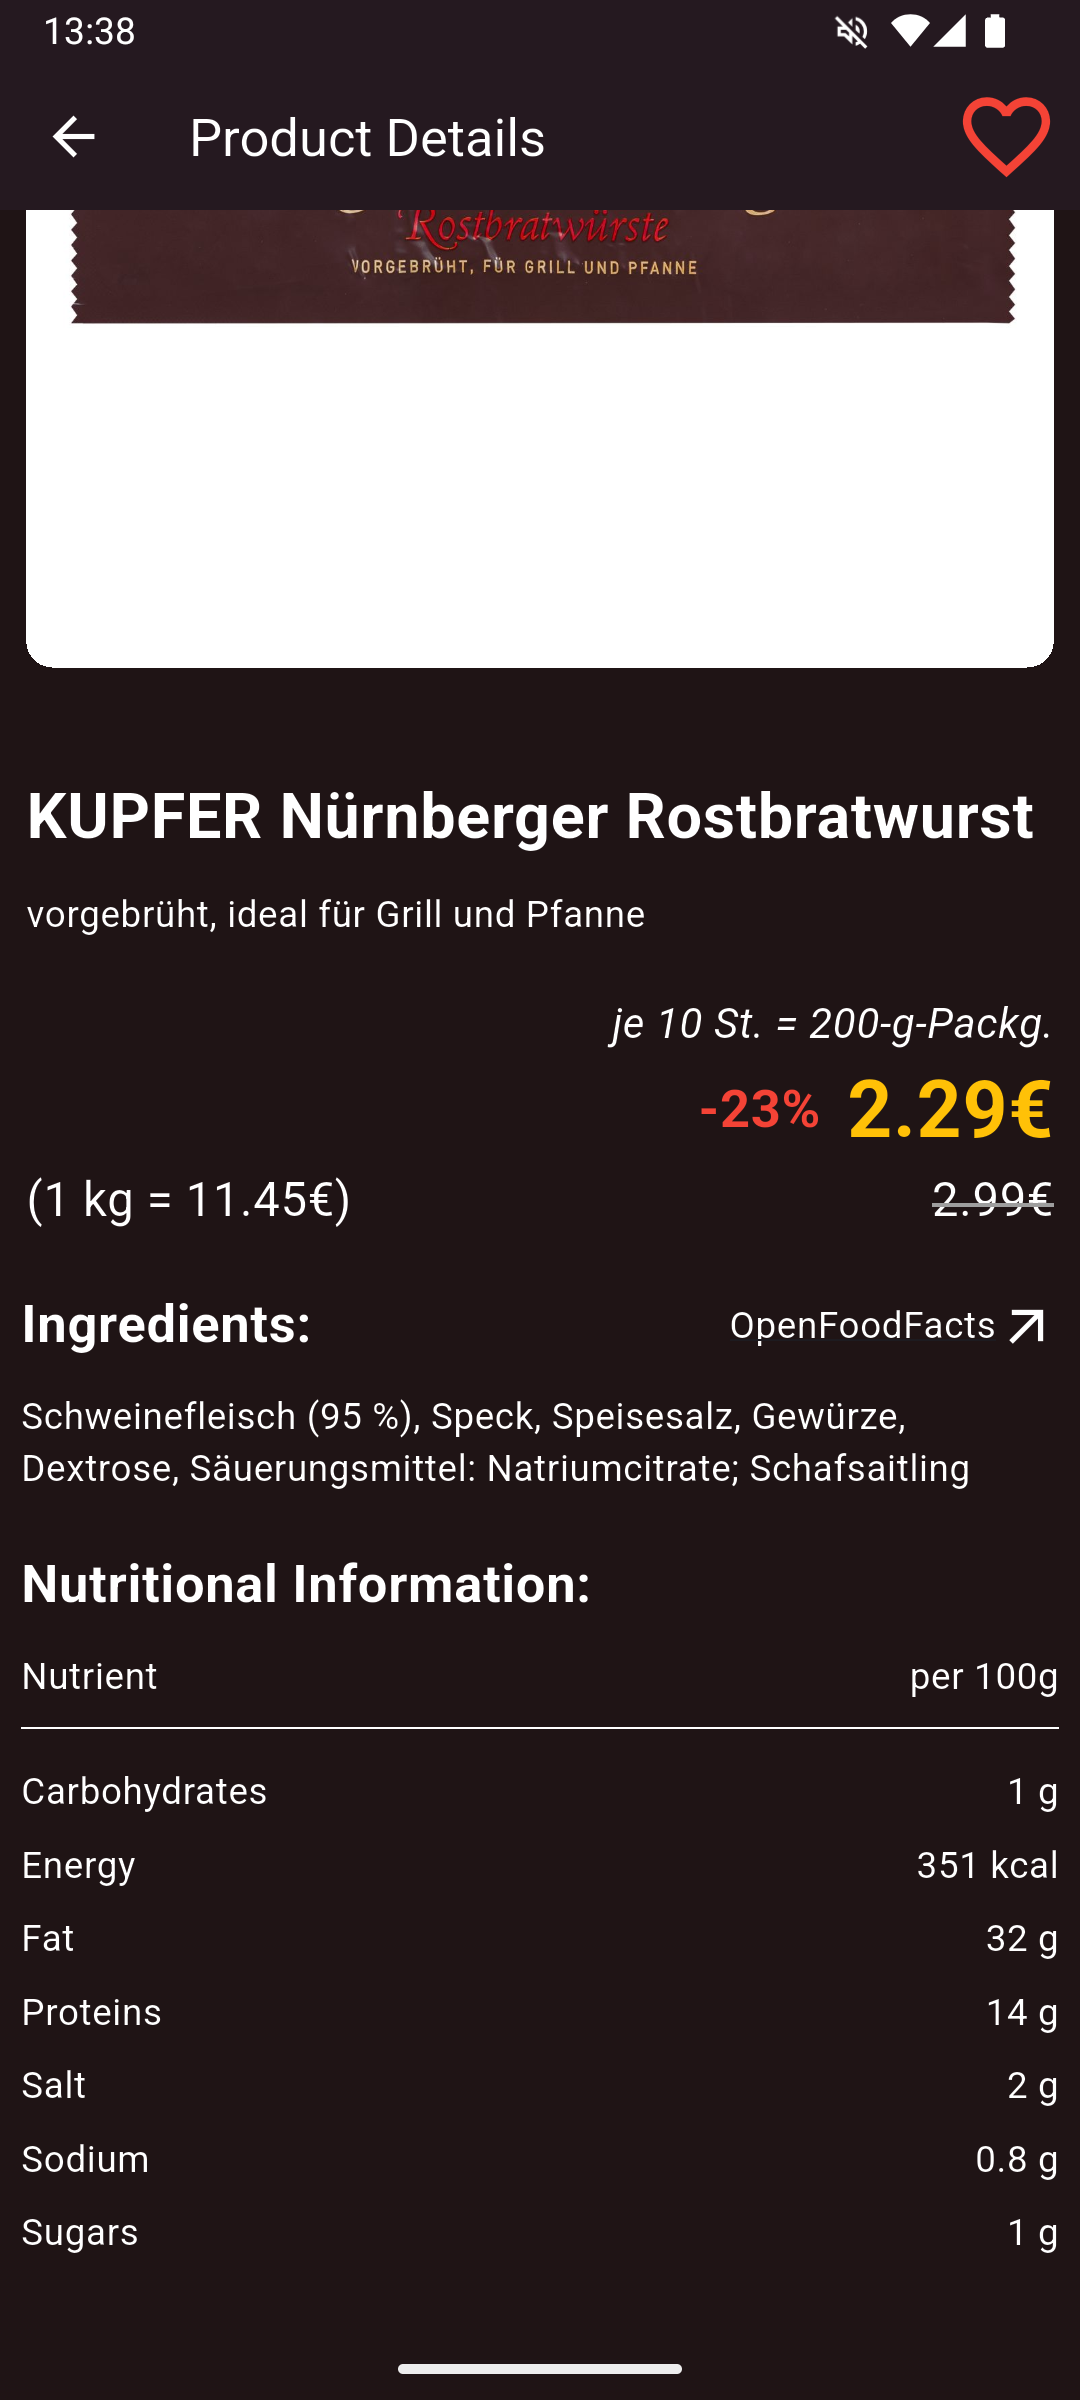 13:38
Product Details
Rostbratwürste
VORGEBRÜHT, FÜR GRILL UND PFANNE
KUPFER Nürnberger Rostbratwurst
vorgebrüht, ideal für Grill und Pfanne
je 10 St. = 200-g-Packg.
-23% 2.29€
(1 kg = 11.45€) 2.99€
Ingredients: OpenFoodFacts
Schweinefleisch (95 %), Speck, Speisesalz, Gewürze,
Dextrose, Säuerungsmittel: Natriumcitrate; Schafsaitling
Nutritional Information:
Nutrient per 100g
Carbohydrates 1 g
Energy 351 kcal
Fat 32 g
Proteins 14 g
Salt 2 g
Sodium 0.8 g
Sugars 1 g